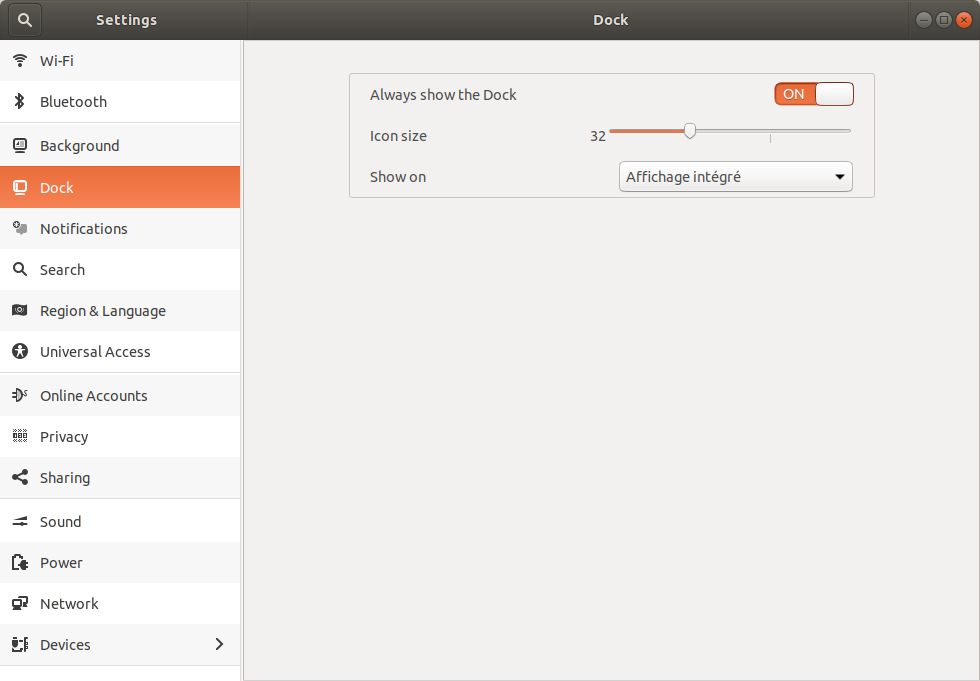 Settings
Dock
Wi-Fi
Bluetooth
Background
Dock
Notifications
Search
Region & Language
Universal Access
Online Accounts
Privacy
Sharing
Sound
Power
Network
Devices
Always show the Dock ON
Icon size 32
Show on Affichage intégré